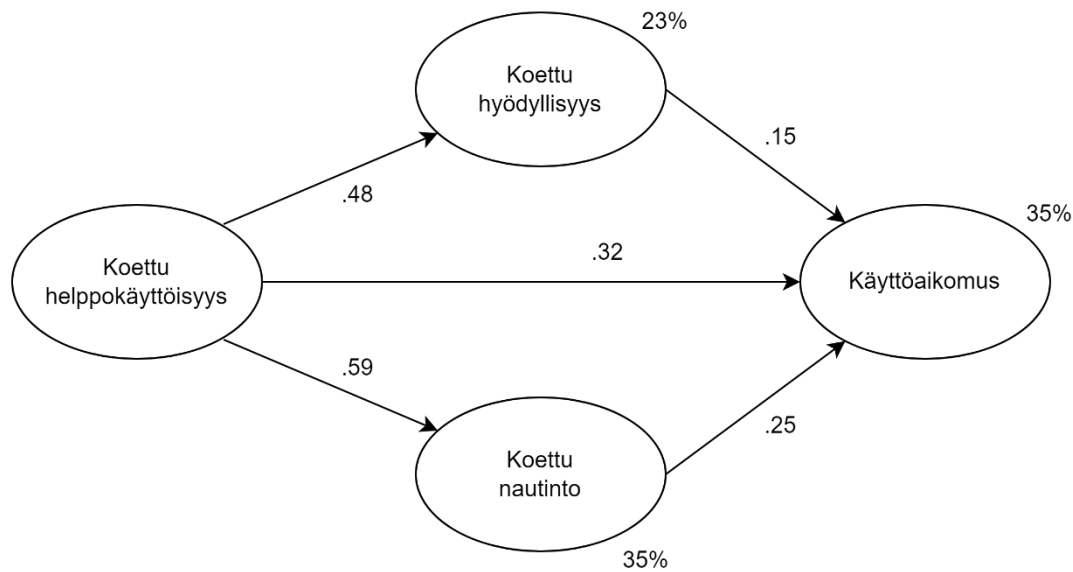 23%
Koettu
hyödyllisyys
.15
.48
35%
Koettu
helppokäyttöisyys
.32
Käyttöaikomus
.59
.25
Koettu
nautinto
35%